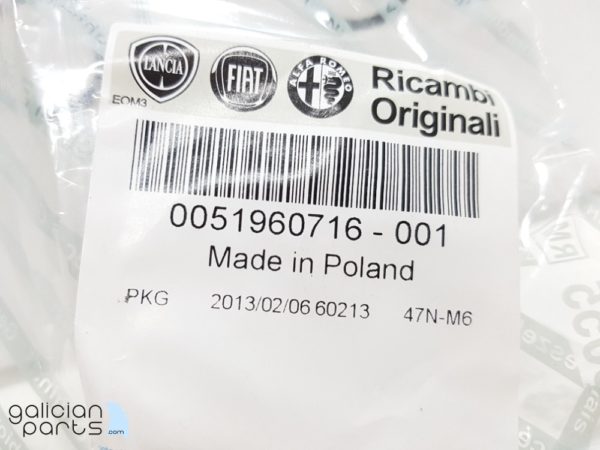 LANCIA
FIAT
ALFA ROMEO
Ricambi
Originali
EOM3
0051960716 - 001
Made in Poland
PKG 2013/02/06 60213 47N-M6
galician
parts.com